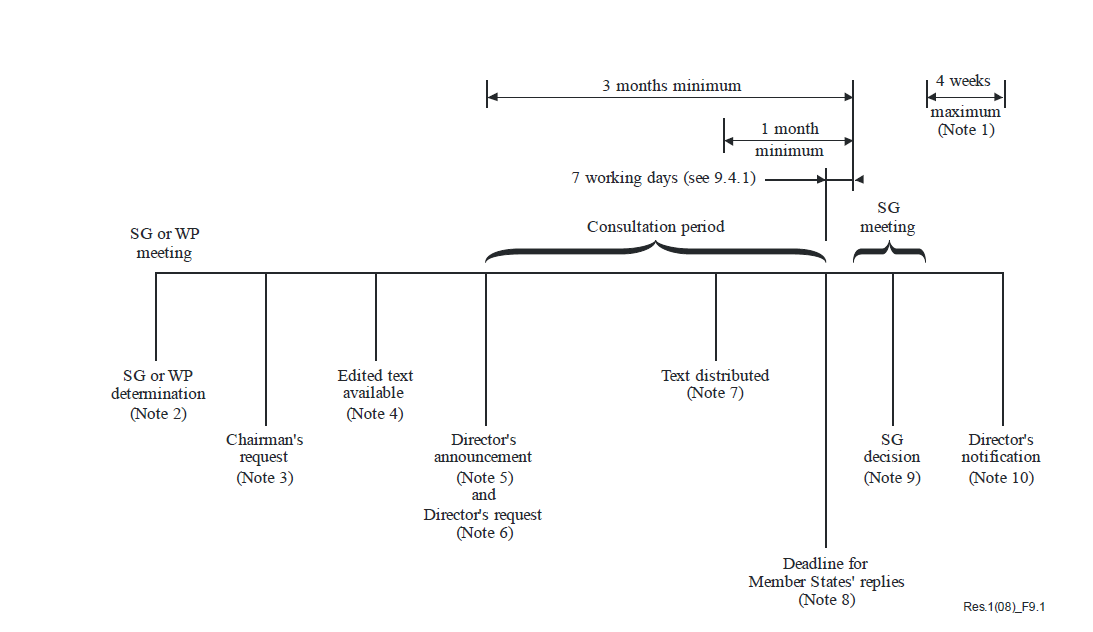 3 months minimum
4 weeks
maximum
(Note 1)
1 month
minimum
7 working days (see 9.4.1)
SG
meeting
Consultation period
SG or WP
meeting
SG or WP
determination
(Note 2)
Chairman's
request
(Note 3)
Edited text
available
(Note 4)
Director's
announcement
(Note 5)
and
Director's request
(Note 6)
Text distributed
(Note 7)
Deadline for
Member States' replies
(Note 8)
SG
decision
(Note 9)
Director's
notification
(Note 10)
Res.1(08)_F9.1